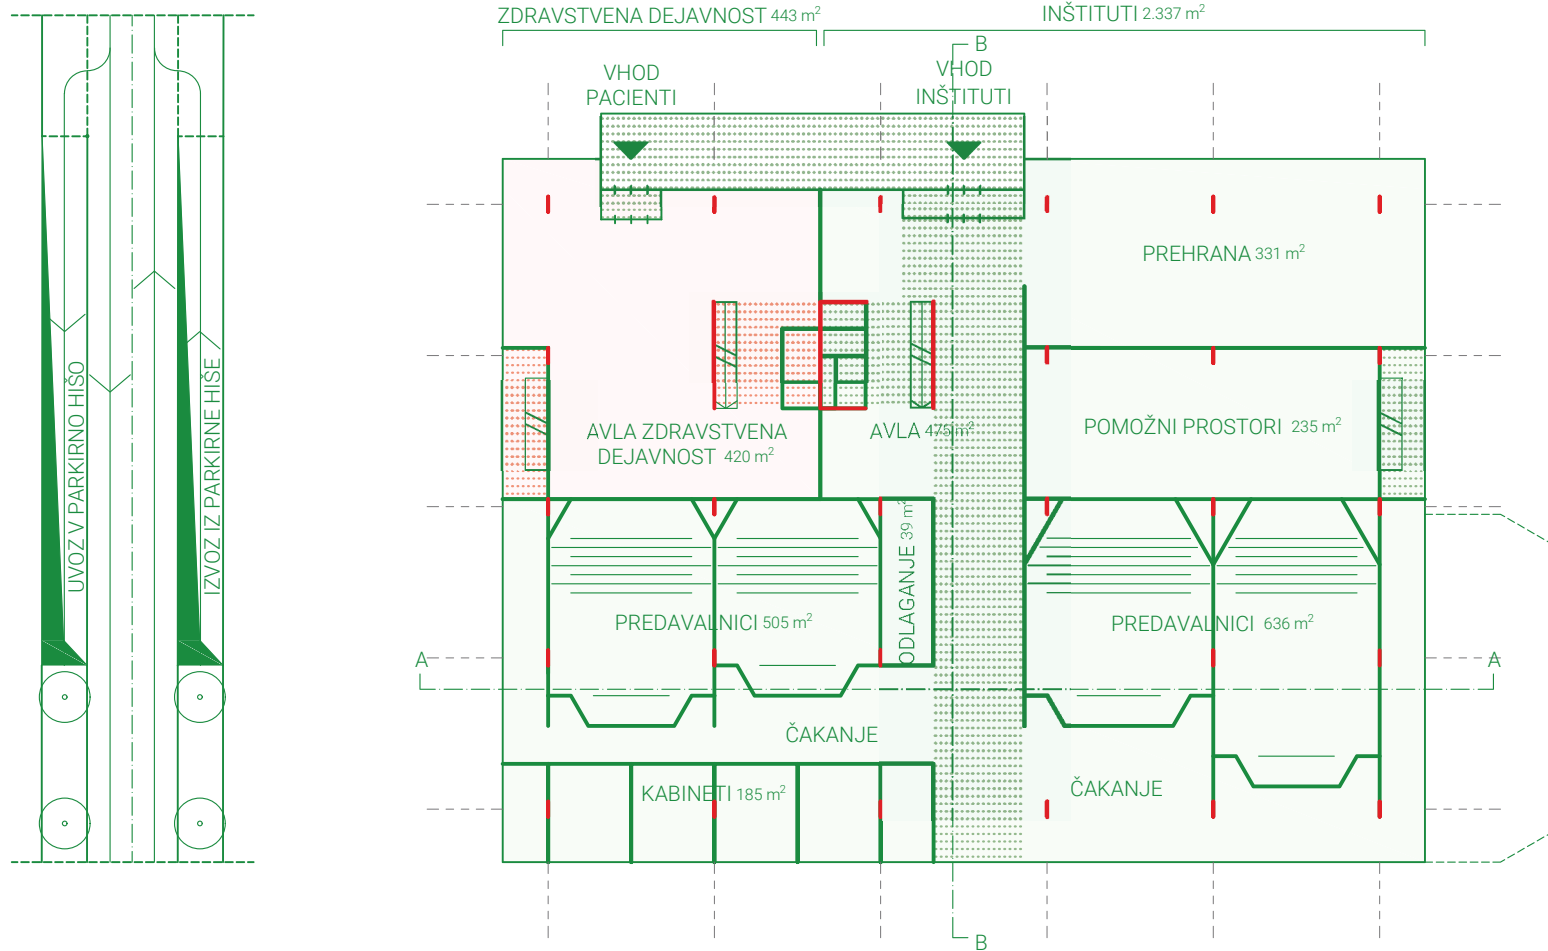 ZDRAVSTVENA DEJAVNOST 443 m²
INŠTITUTI 2.337 m²
B
VHOD
PACIENTI
VHOD
INŠTITUTI
PREHRANA 331 m²
UVOZ V PARKIRNO HIŠO
IZVOZ IZ PARKIRNE HIŠE
AVLA ZDRAVSTVENA
DEJAVNOST 420 m²
AVLA 475 m²
POMOŽNI PROSTORI 235 m²
ODLAGANJE 39 m²
PREDAVALNICI 505 m²
PREDAVALNICI 636 m²
A
A
ČAKANJE
ČAKANJE
KABINETI 185 m²
B